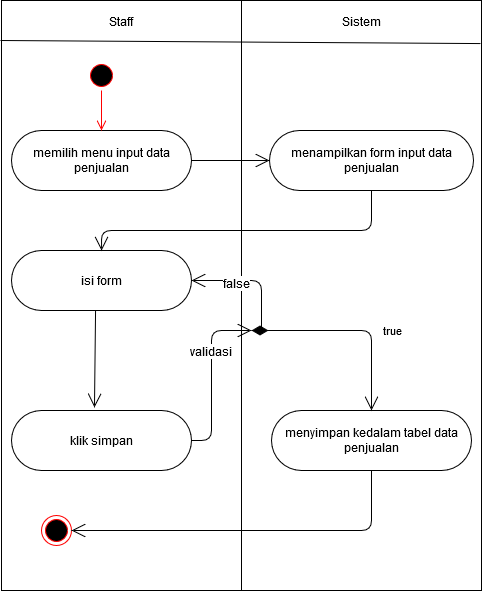 Staff
Sistem
memilih menu input data
penjualan
menampilkan form input data
penjualan
isi form
false
true
validasi
klik simpan
menyimpan kedalam tabel data
penjualan